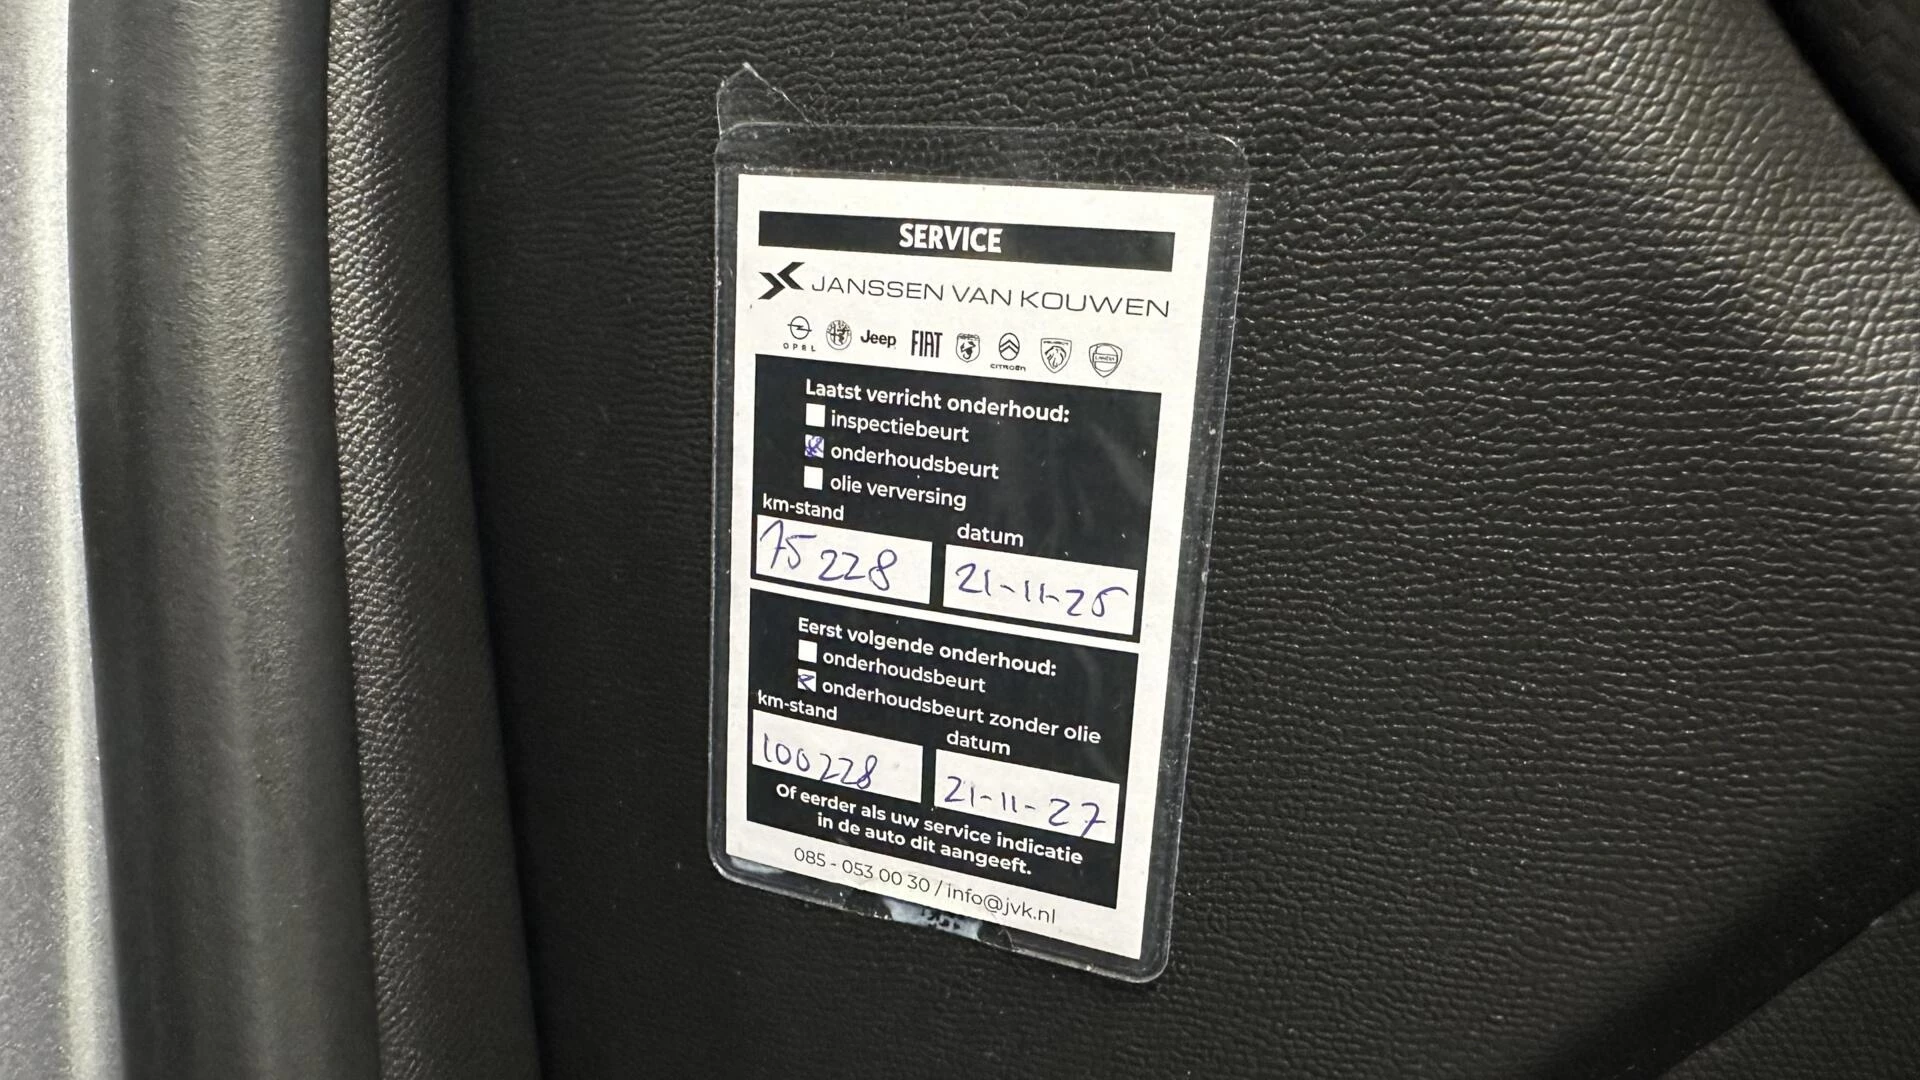 SERVICE
JANSSEN VAN KOUWEN
OPEL Jeep FIAT CITROËN
Laatst verricht onderhoud:
inspectiebeurt
onderhoudsbeurt
olie verversing
km-stand datum
75228 21-11-25
Eerst volgende onderhoud:
onderhoudsbeurt
onderhoudsbeurt zonder olie
km-stand datum
100228 21-11-27
Of eerder als uw service indicatie
in de auto dit aangeeft.
085 - 053 00 30 / info@jvk.nl